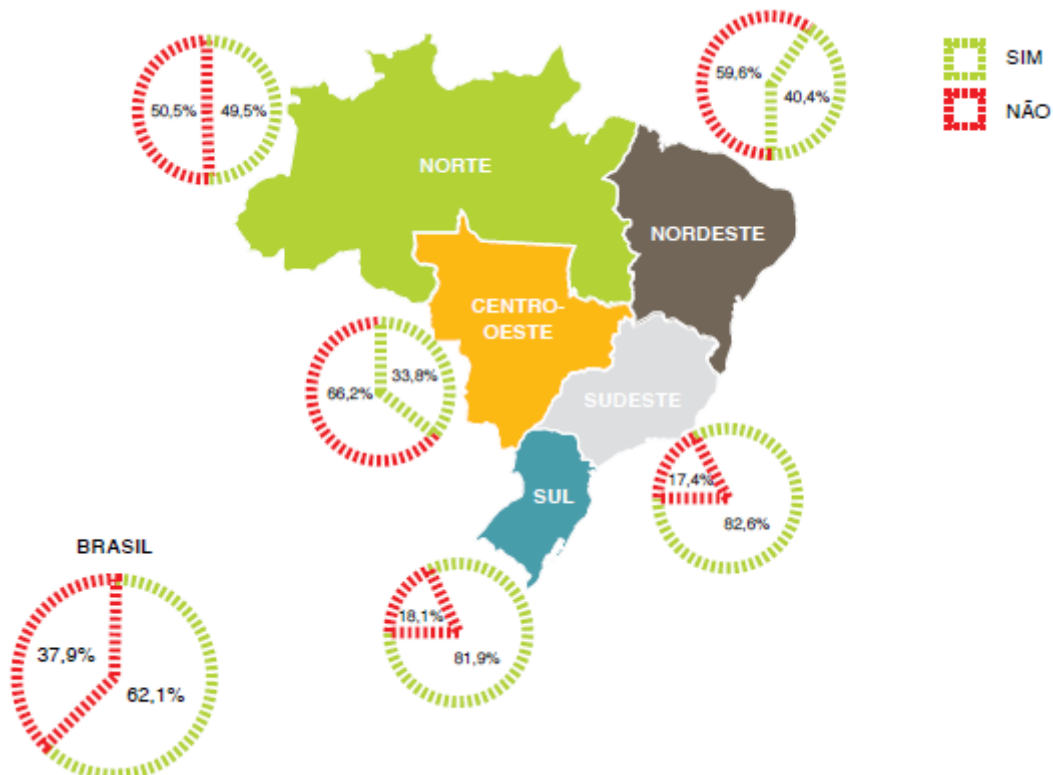 SIM
NÃO
50,5% 49,5%
59,6%
40,4%
NORTE
NORDESTE
CENTRO-
OESTE
33,8%
66,2%
SUDESTE
17,4%
82,6%
SUL
18,1%
81,9%
BRASIL
37,9%
62,1%